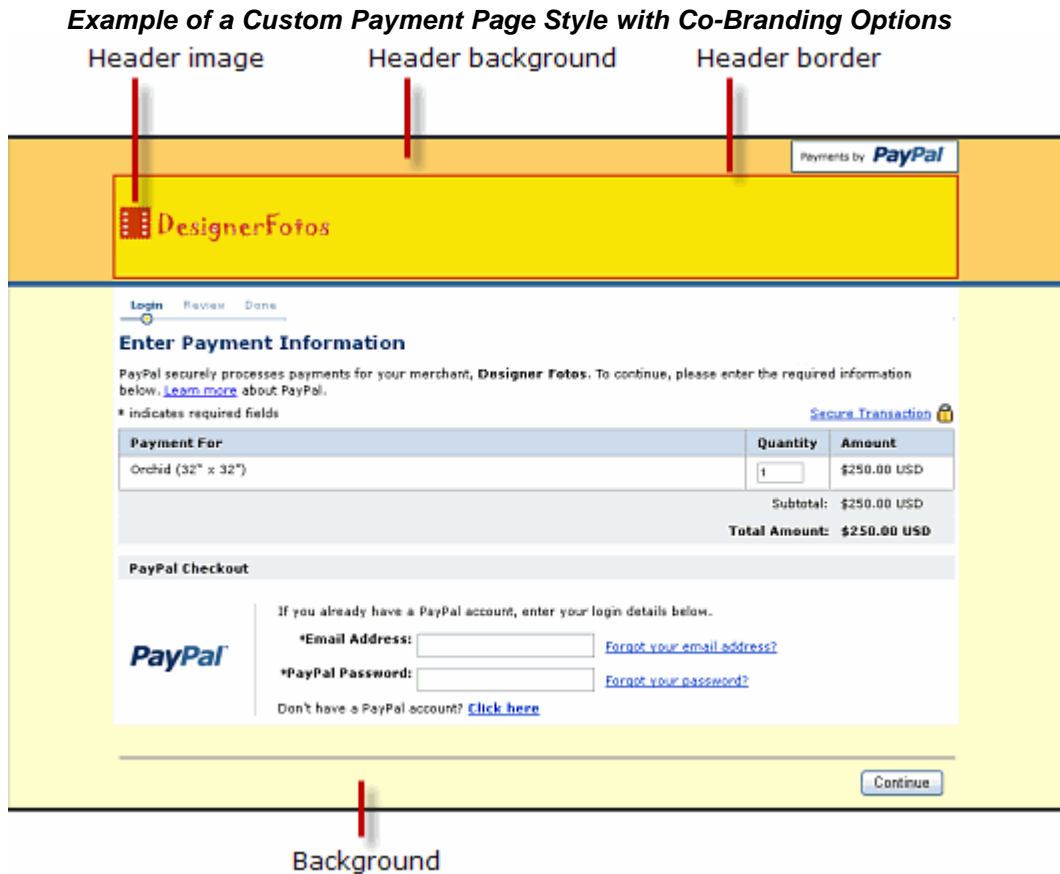 Example of a Custom Payment Page Style with Co-Branding Options
Header image Header background Header border
Payments by PayPal
DesignerFotos
Login Review Done
Enter Payment Information
PayPal securely processes payments for your merchant, Designer Fotos. To continue, please enter the required information
below. Learn more about PayPal.
* indicates required fields Secure Transaction
Payment For Quantity Amount
Orchid (32" x 32") 1 $250.00 USD
Subtotal: $250.00 USD
Total Amount: $250.00 USD
PayPal Checkout
If you already have a PayPal account, enter your login details below.
PayPal
*Email Address: Forgot your email address?
*PayPal Password: Forgot your password?
Don't have a PayPal account? Click here
Continue
Background